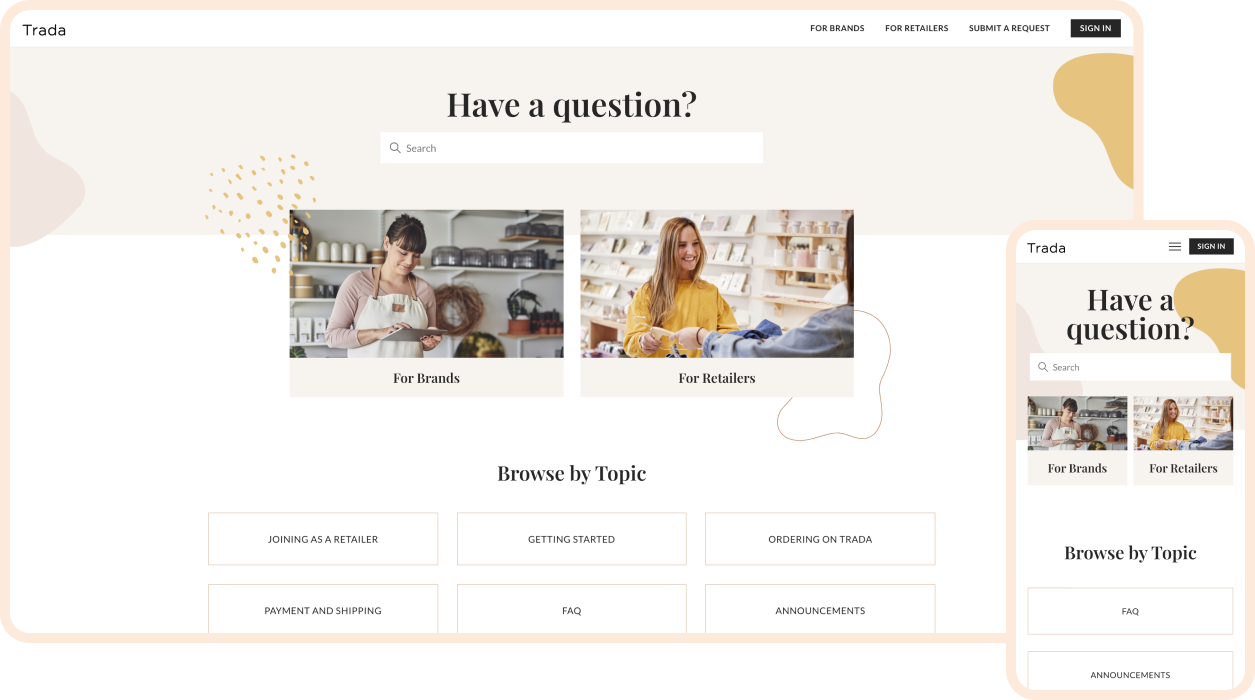 Trada
FOR BRANDS
FOR RETAILERS
SUBMIT A REQUEST
SIGN IN
Have a question?
Search
For Brands
For Retailers
Browse by Topic
JOINING AS A RETAILER
GETTING STARTED
ORDERING ON TRADA
PAYMENT AND SHIPPING
FAQ
ANNOUNCEMENTS
Trada
SIGN IN
Have a
question?
Search
For Brands
For Retailers
Browse by Topic
FAQ
ANNOUNCEMENTS